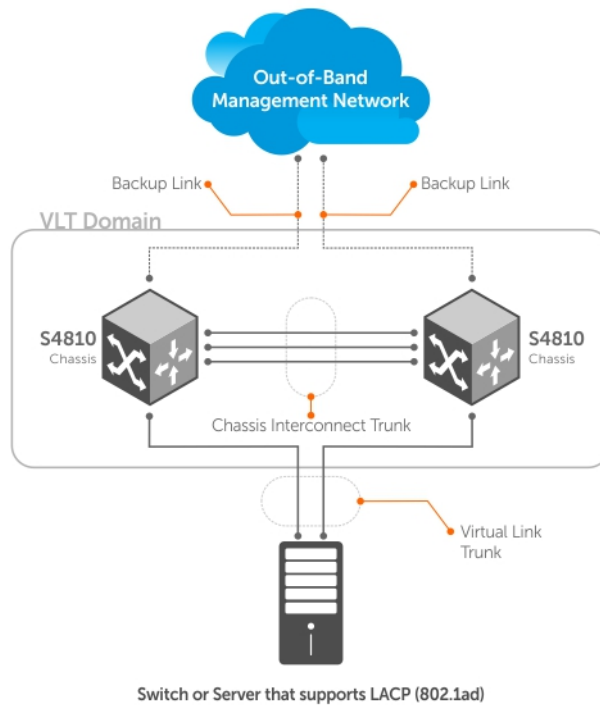 Out-of-Band
Management Network
Backup Link
Backup Link
VLT Domain
S4810
Chassis
S4810
Chassis
Chassis Interconnect Trunk
Virtual Link
Trunk
Switch or Server that supports LACP (802.1ad)